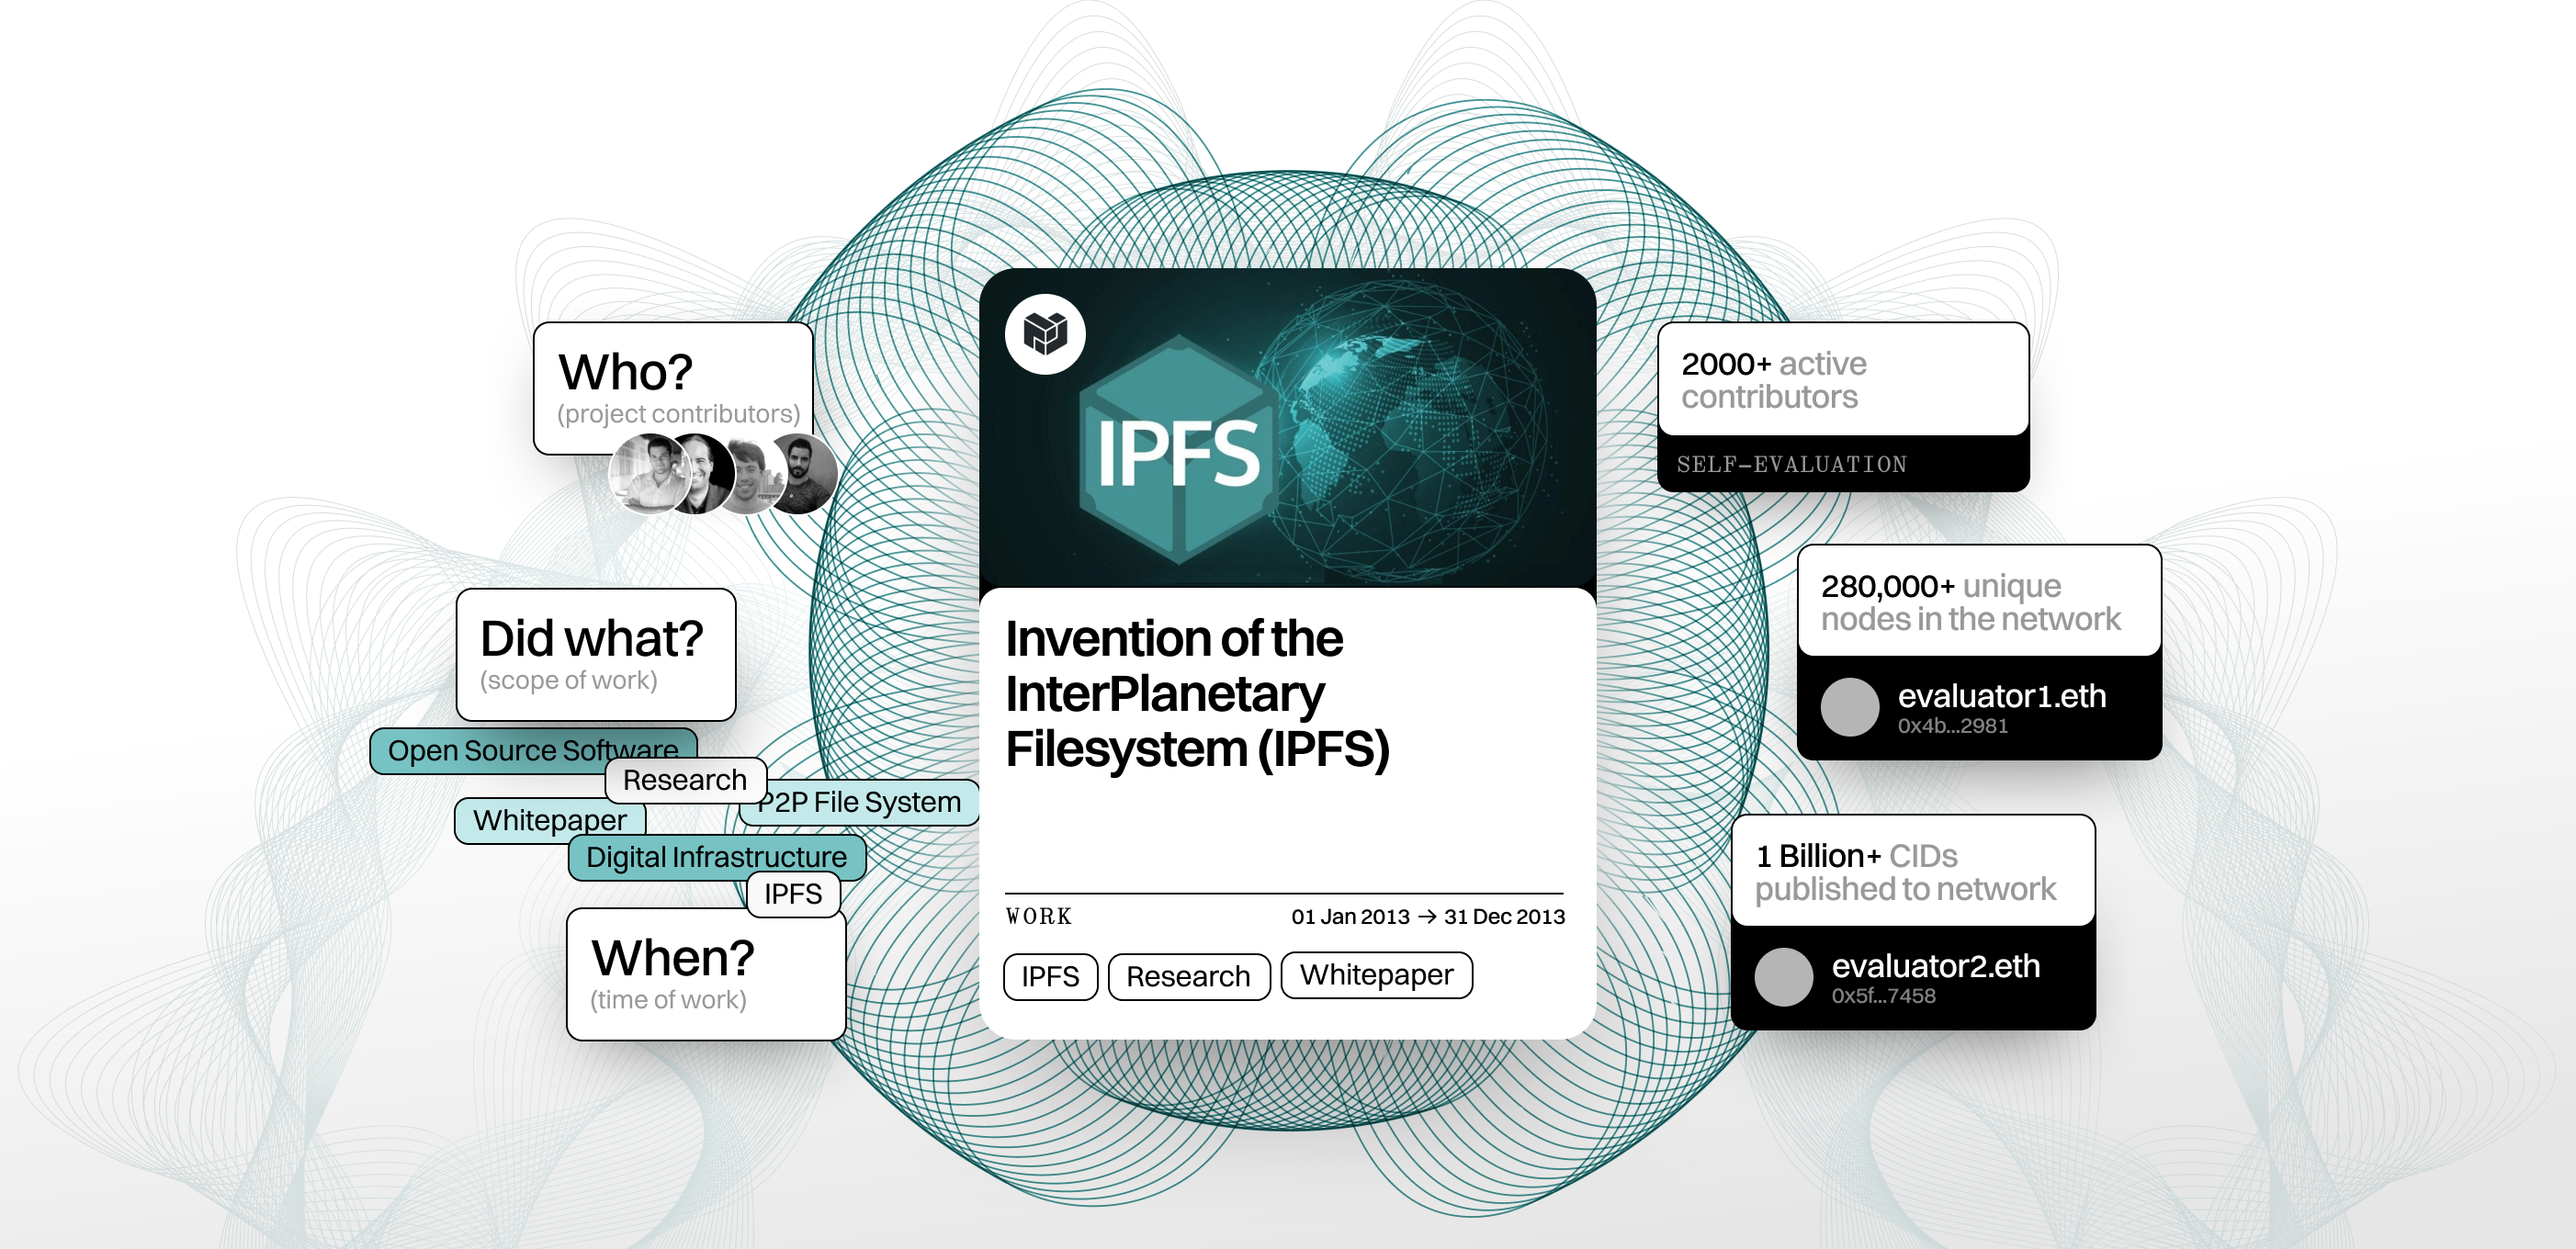 Who?
(project contributors)
Did what?
(scope of work)
Open Source Software
Research
P2P File System
Whitepaper
Digital Infrastructure
IPFS
When?
(time of work)
IPFS
Invention of the
InterPlanetary
Filesystem (IPFS)
WORK
01 Jan 2013 → 31 Dec 2013
IPFS
Research
Whitepaper
2000+ active
contributors
SELF-EVALUATION
280,000+ unique
nodes in the network
evaluator1.eth
0x4b...2981
1 Billion+ CIDs
published to network
evaluator2.eth
0x5f...7458